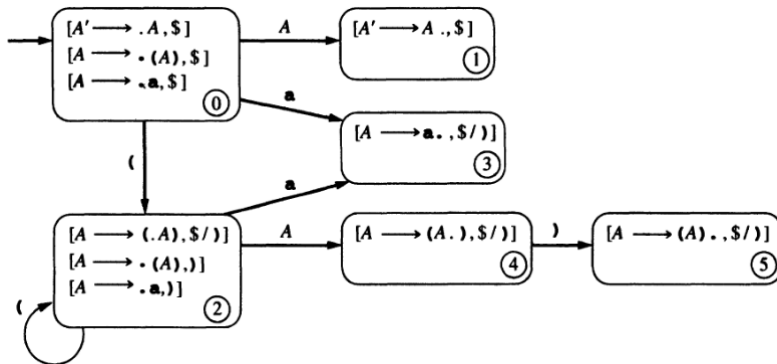 [A' ⟶ .A,$]
[A ⟶ .(A),$]
[A ⟶ .a,$]
0
A
[A' ⟶ A.,$]
1
a
[A ⟶ a.,$/)]
3
(
a
[A ⟶ (.A),$/)]
[A ⟶ .(A),)]
[A ⟶ .a,)]
2
(
A
[A ⟶ (A.),$/)]
4
)
[A ⟶ (A).,$/)]
5